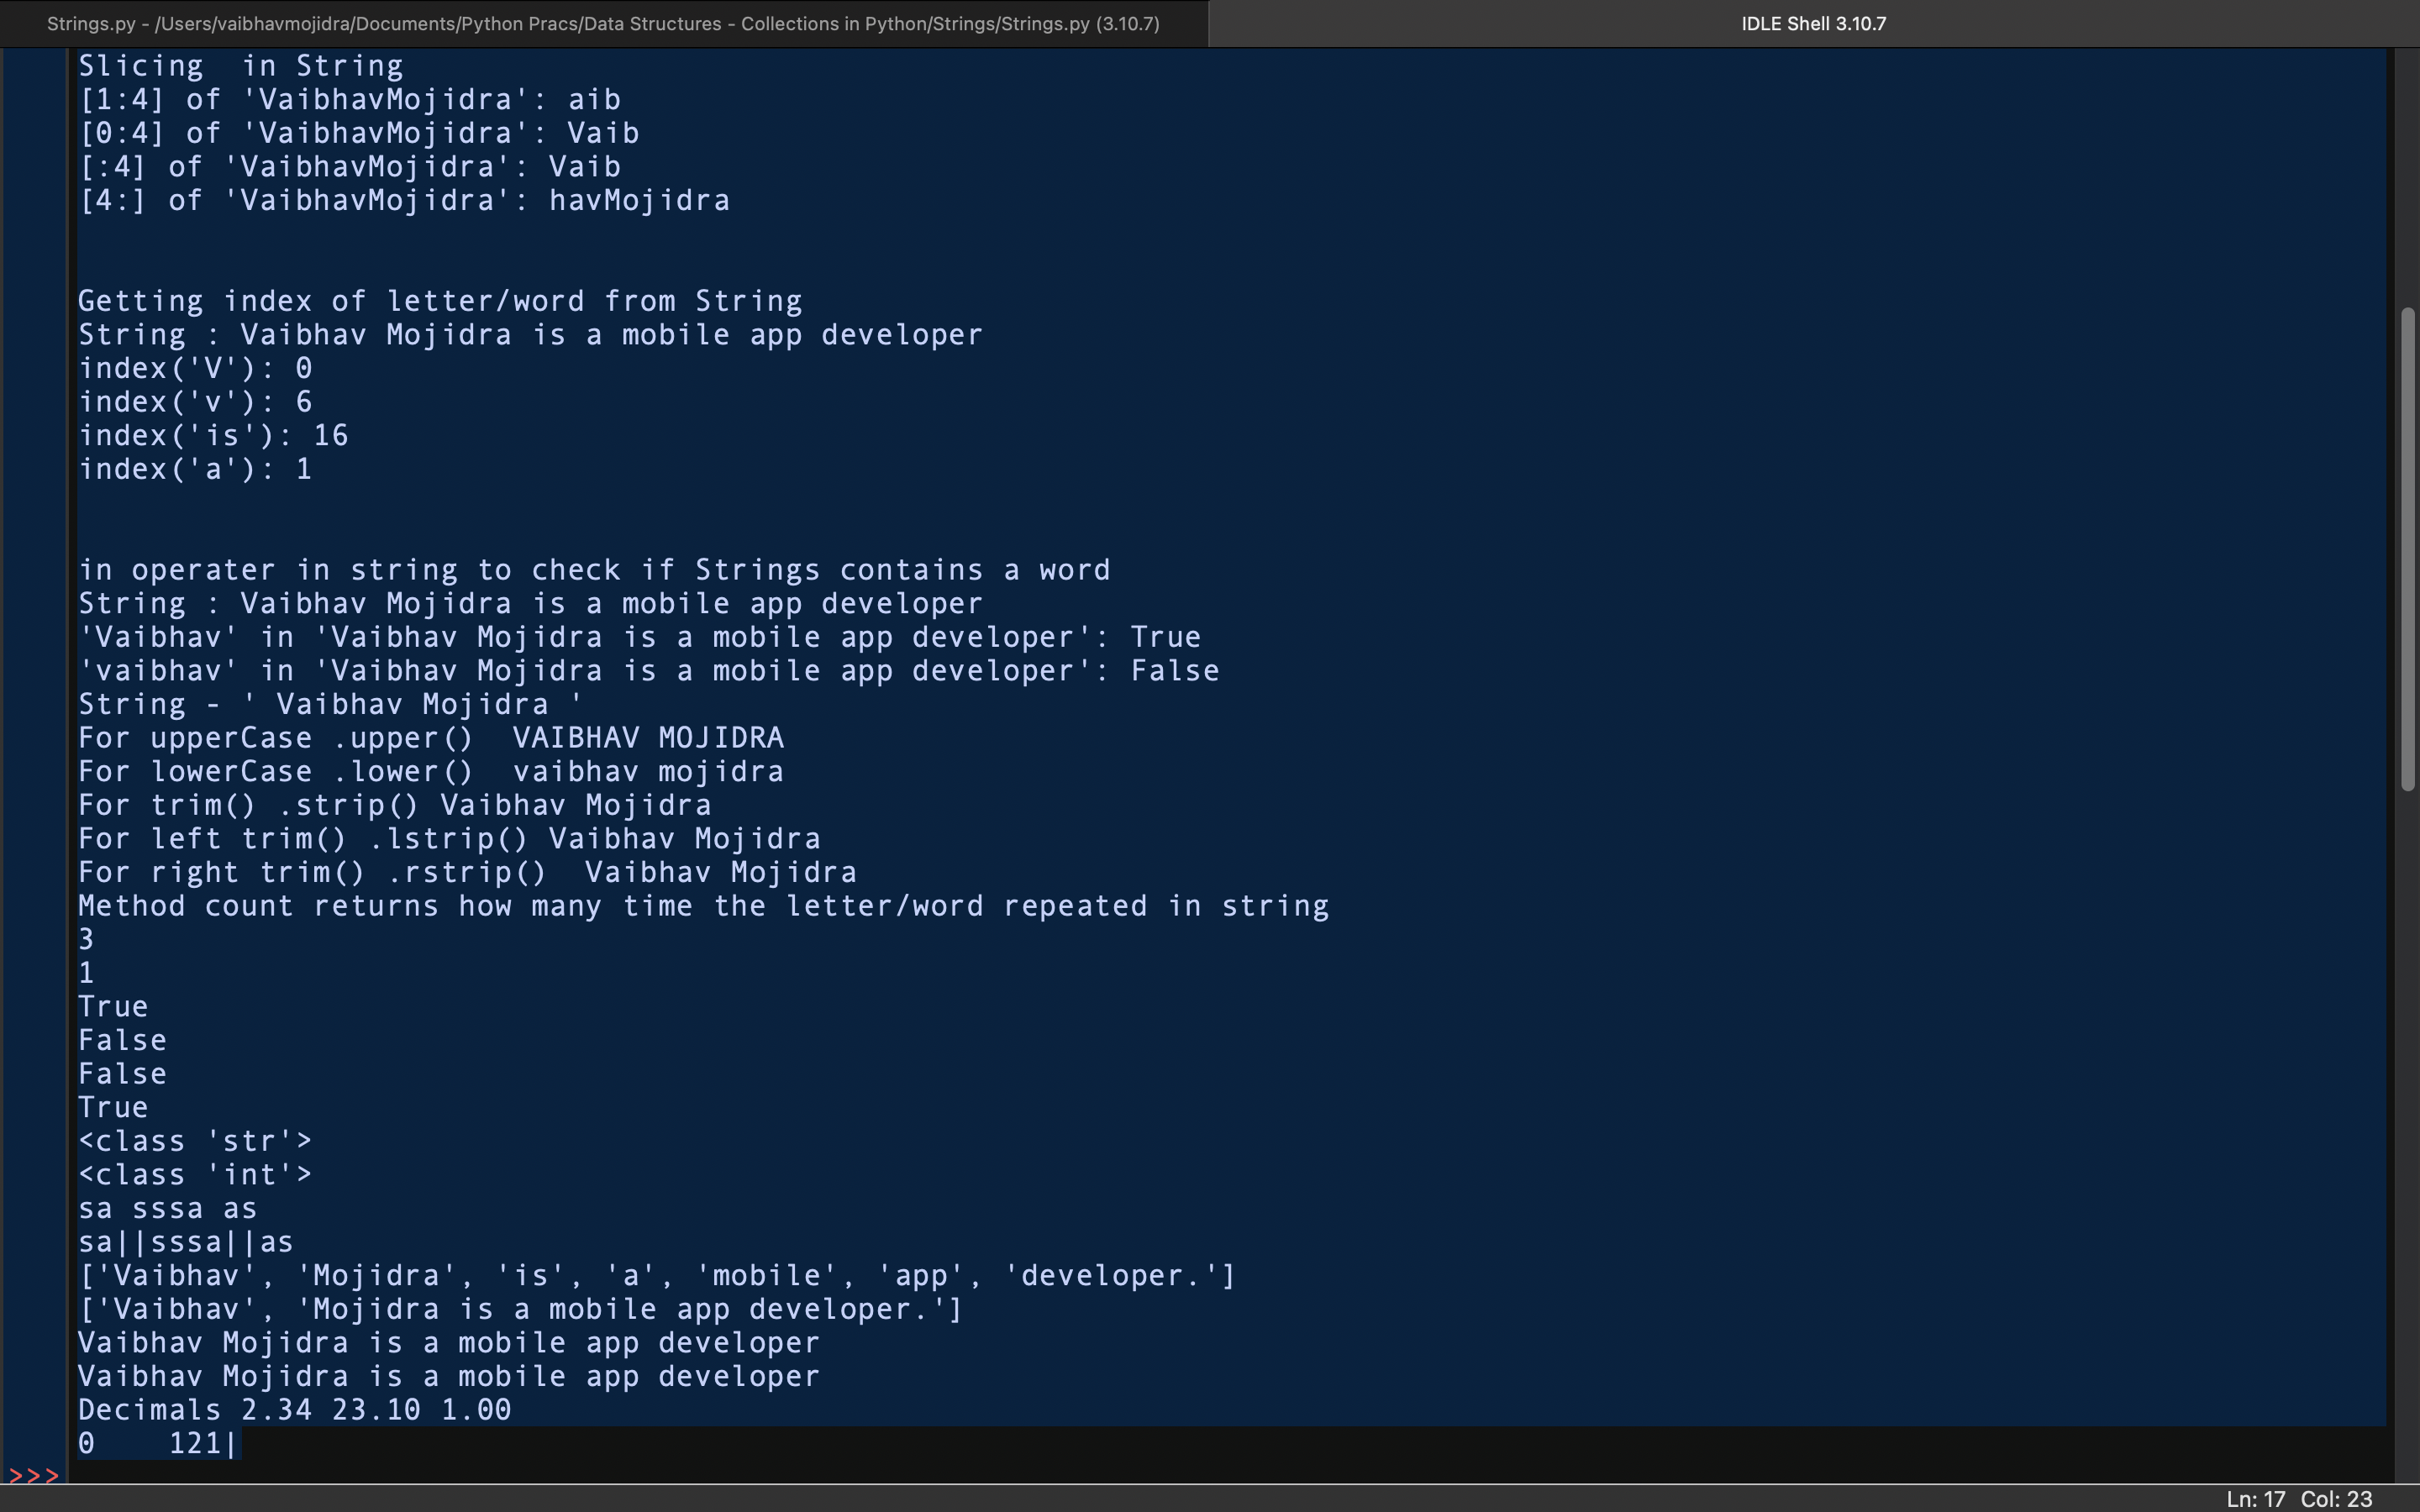 Strings.py - /Users/vaibhavmojidra/Documents/Python Pracs/Data Structures - Collections in Python/Strings/Strings.py (3.10.7)
IDLE Shell 3.10.7
Slicing  in String
[1:4] of 'VaibhavMojidra': aib
[0:4] of 'VaibhavMojidra': Vaib
[:4] of 'VaibhavMojidra': Vaib
[4:] of 'VaibhavMojidra': havMojidra
Getting index of letter/word from String
String : Vaibhav Mojidra is a mobile app developer
index('V'): 0
index('v'): 6
index('is'): 16
index('a'): 1
in operater in string to check if Strings contains a word
String : Vaibhav Mojidra is a mobile app developer
'Vaibhav' in 'Vaibhav Mojidra is a mobile app developer': True
'vaibhav' in 'Vaibhav Mojidra is a mobile app developer': False
String - ' Vaibhav Mojidra '
For upperCase .upper()  VAIBHAV MOJIDRA
For lowerCase .lower()  vaibhav mojidra
For trim() .strip() Vaibhav Mojidra
For left trim() .lstrip() Vaibhav Mojidra
For right trim() .rstrip()  Vaibhav Mojidra
Method count returns how many time the letter/word repeated in string
3
1
True
False
False
True
<class 'str'>
<class 'int'>
sa sssa as
sa||sssa||as
['Vaibhav', 'Mojidra', 'is', 'a', 'mobile', 'app', 'developer.']
['Vaibhav', 'Mojidra is a mobile app developer.']
Vaibhav Mojidra is a mobile app developer
Vaibhav Mojidra is a mobile app developer
Decimals 2.34 23.10 1.00
0    121|
>>>
Ln: 17 Col: 23